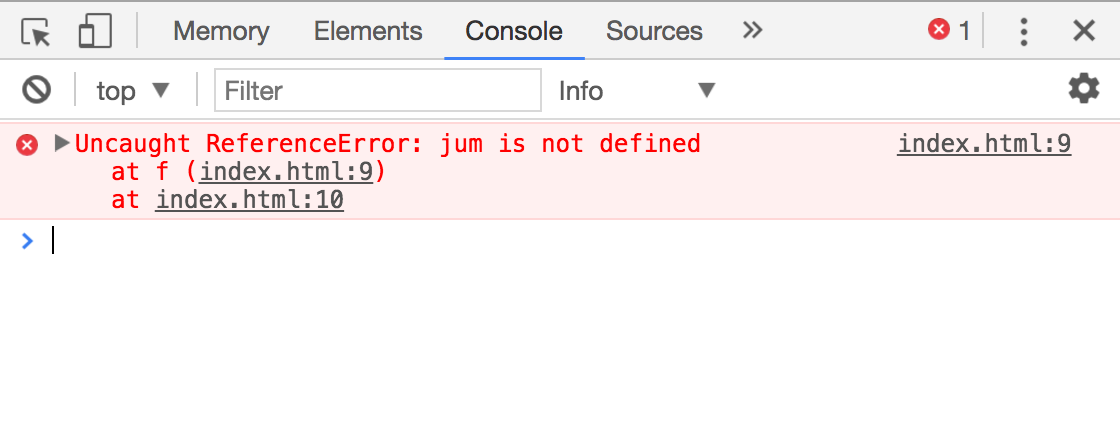 Memory Elements Console Sources » 1
top Filter Info
Uncaught ReferenceError: jum is not defined index.html:9
at f (index.html:9)
at index.html:10
>